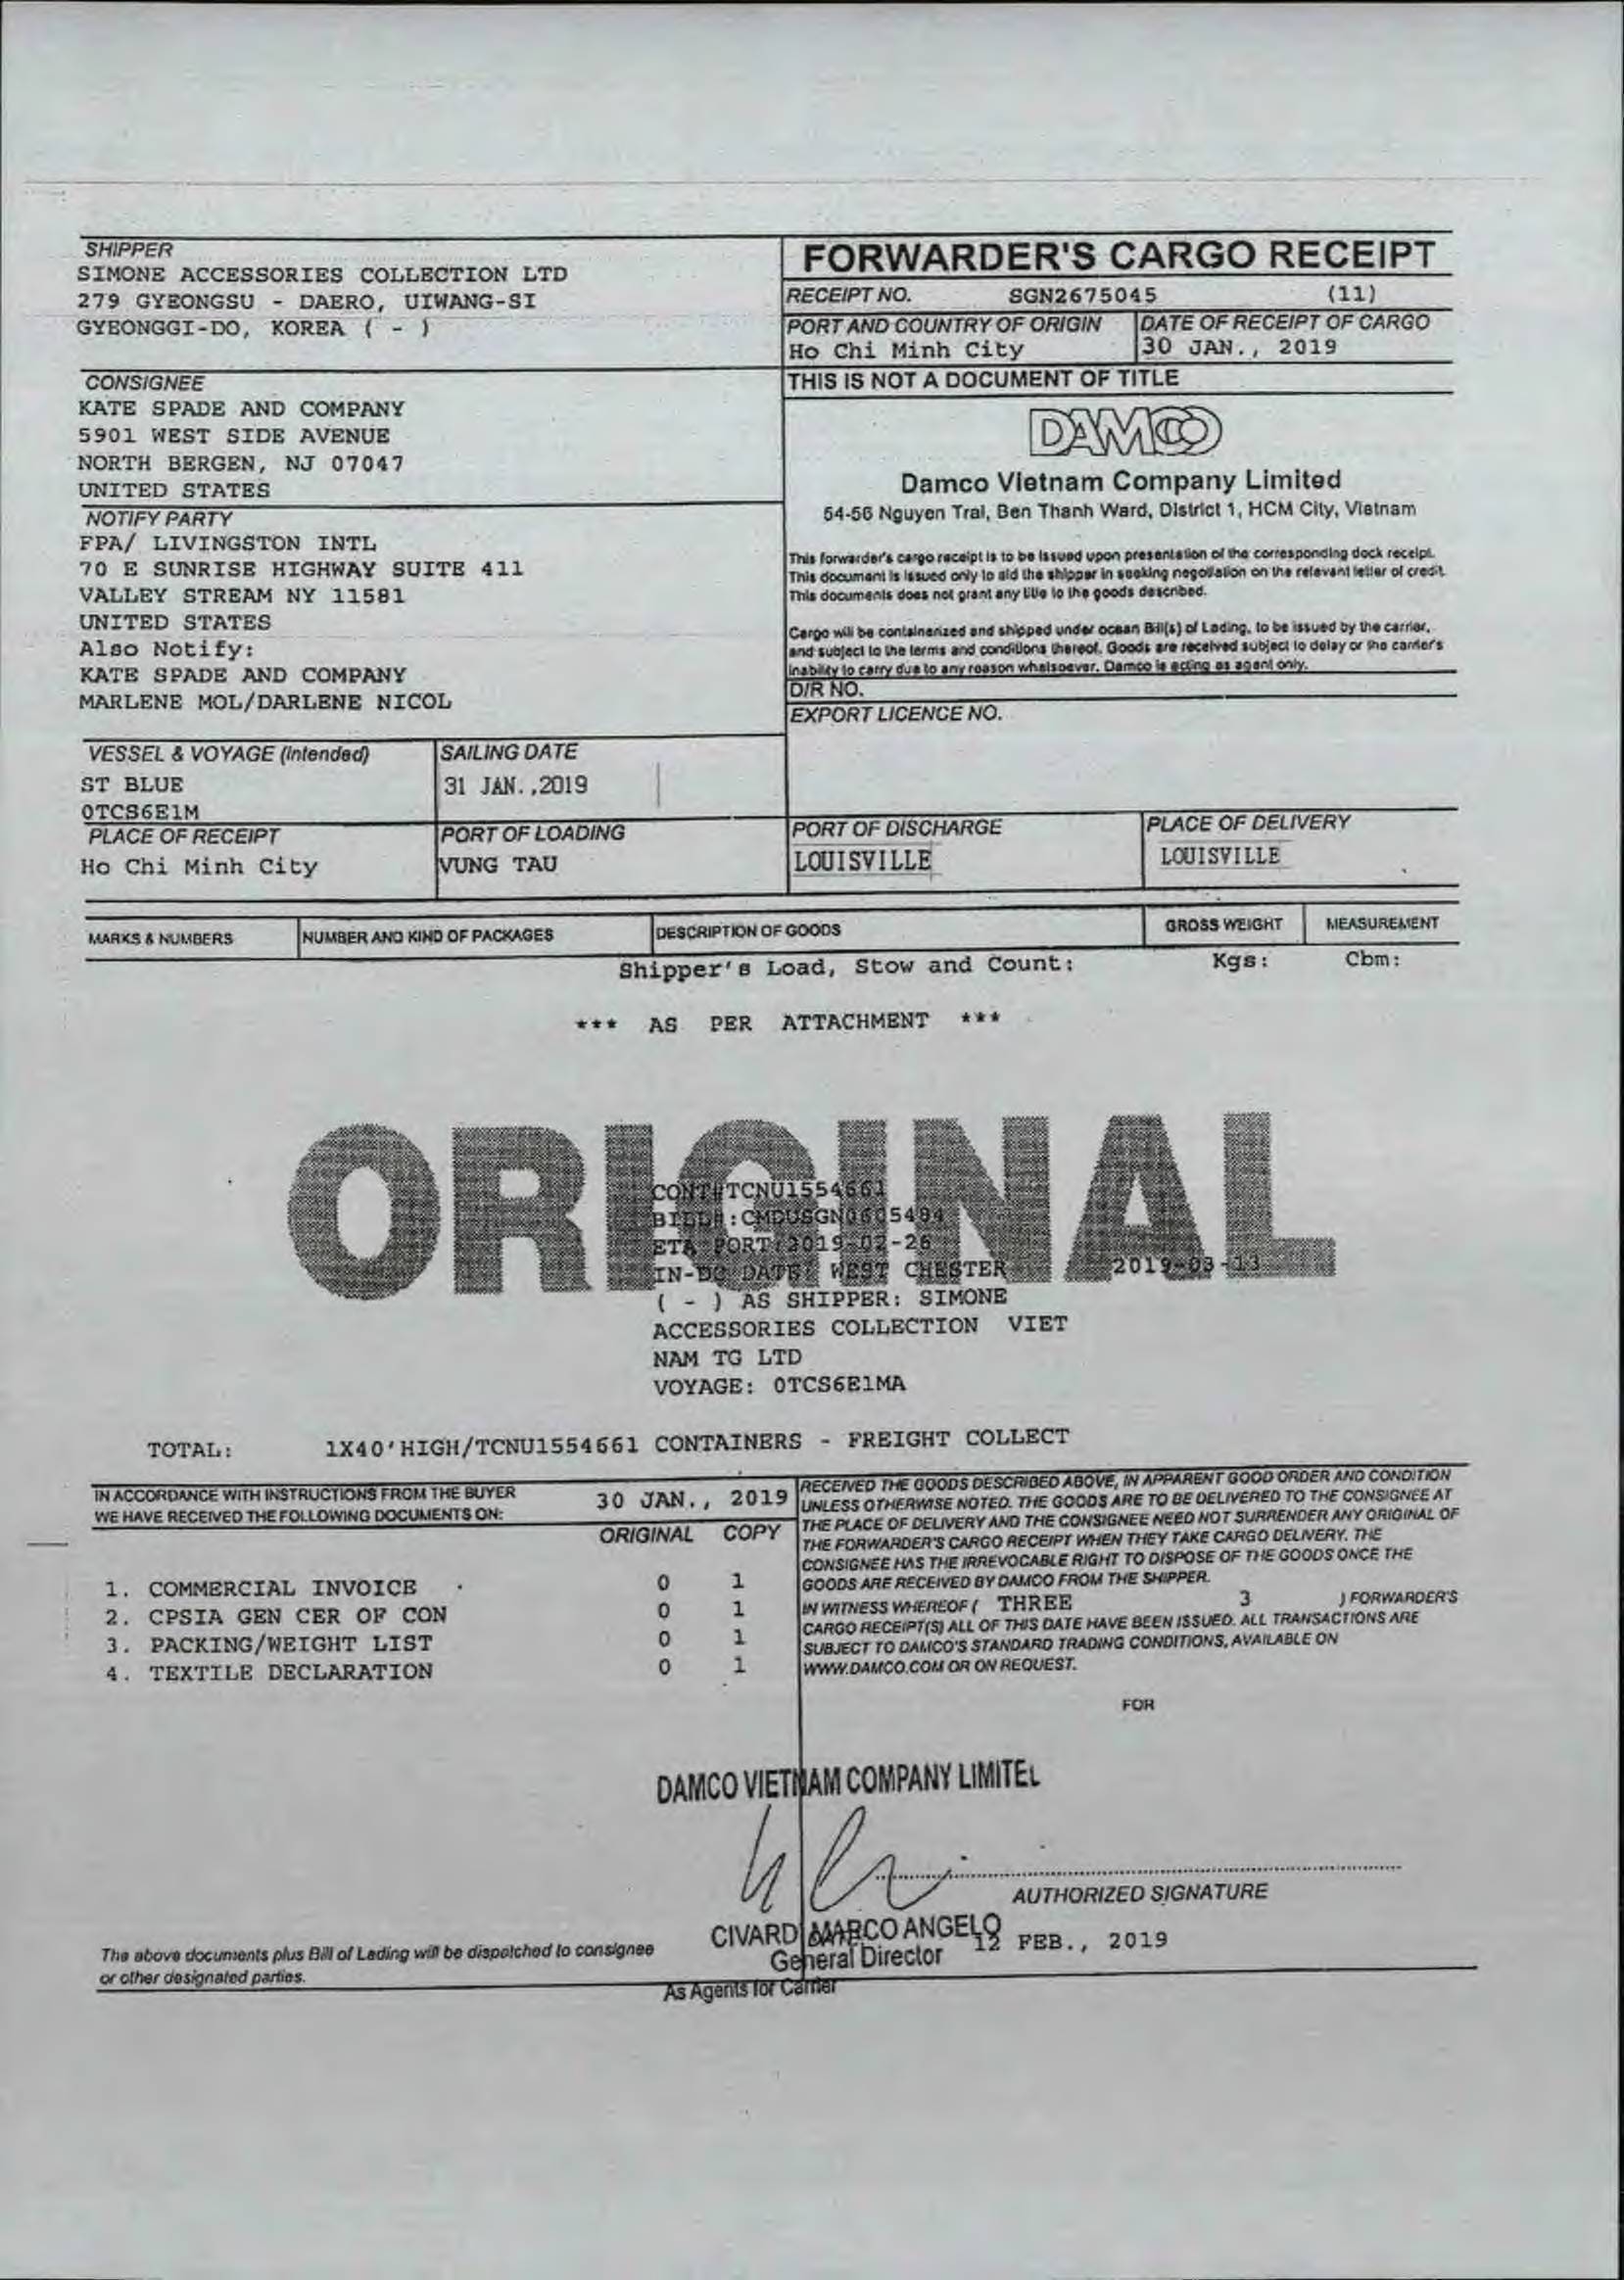 SHIPPER
SIMONE ACCESSORIES COLLECTION LTD
279 GYEONGSU - DAERO, UIWANG-SI
GYEONGGI-DO, KOREA ( - )
FORWARDER'S CARGO RECEIPT
RECEIPT NO. SGN2675045 (11)
PORT AND COUNTRY OF ORIGIN
Ho Chi Minh City
DATE OF RECEIPT OF CARGO
30 JAN., 2019
CONSIGNEE
KATE SPADE AND COMPANY
5901 WEST SIDE AVENUE
NORTH BERGEN, NJ 07047
UNITED STATES
THIS IS NOT A DOCUMENT OF TITLE
DAMCO
Damco Vietnam Company Limited
54-56 Nguyen Trai, Ben Thanh Ward, District 1, HCM City, Vietnam
This forwarder's cargo receipt is to be issued upon presentation of the corresponding dock receipt.
This document is issued only to aid the shipper in seeking negotiation on the relevant letter of credit.
This documents does not grant any title to the goods described.
Cargo will be containerized and shipped under ocean Bill(s) of Lading, to be issued by the carrier,
and subject to the terms and conditions thereof. Goods are received subject to delay or the carrier's
inability to carry due to any reason whatsoever. Damco is acting as agent only.
NOTIFY PARTY
FPA/ LIVINGSTON INTL
70 E SUNRISE HIGHWAY SUITE 411
VALLEY STREAM NY 11581
UNITED STATES
Also Notify:
KATE SPADE AND COMPANY
MARLENE MOL/DARLENE NICOL
D/R NO.
EXPORT LICENCE NO.
VESSEL & VOYAGE (intended)
ST BLUE
0TCS6E1M
SAILING DATE
31 JAN.,2019
PLACE OF RECEIPT
Ho Chi Minh City
PORT OF LOADING
VUNG TAU
PORT OF DISCHARGE
LOUISVILLE
PLACE OF DELIVERY
LOUISVILLE
MARKS & NUMBERS NUMBER AND KIND OF PACKAGES DESCRIPTION OF GOODS GROSS WEIGHT MEASUREMENT
Shipper's Load, Stow and Count: Kgs: Cbm:
*** AS PER ATTACHMENT ***
ORIGINAL
CONT#TCNU1554661
BILL#:CMDUSGN0605494
ETA PORT:2019-02-26
IN-DC DATE: WEST CHESTER 2019-03-13
( - ) AS SHIPPER: SIMONE
ACCESSORIES COLLECTION VIET
NAM TG LTD
VOYAGE: 0TCS6E1MA
TOTAL: 1X40'HIGH/TCNU1554661 CONTAINERS - FREIGHT COLLECT
IN ACCORDANCE WITH INSTRUCTIONS FROM THE BUYER
WE HAVE RECEIVED THE FOLLOWING DOCUMENTS ON: 30 JAN., 2019
ORIGINAL COPY
1. COMMERCIAL INVOICE 0 1
2. CPSIA GEN CER OF CON 0 1
3. PACKING/WEIGHT LIST 0 1
4. TEXTILE DECLARATION 0 1
RECEIVED THE GOODS DESCRIBED ABOVE, IN APPARENT GOOD ORDER AND CONDITION
UNLESS OTHERWISE NOTED. THE GOODS ARE TO BE DELIVERED TO THE CONSIGNEE AT
THE PLACE OF DELIVERY AND THE CONSIGNEE NEED NOT SURRENDER ANY ORIGINAL OF
THE FORWARDER'S CARGO RECEIPT WHEN THEY TAKE CARGO DELIVERY. THE
CONSIGNEE HAS THE IRREVOCABLE RIGHT TO DISPOSE OF THE GOODS ONCE THE
GOODS ARE RECEIVED BY DAMCO FROM THE SHIPPER.
IN WITNESS WHEREOF ( THREE 3 ) FORWARDER'S
CARGO RECEIPT(S) ALL OF THIS DATE HAVE BEEN ISSUED. ALL TRANSACTIONS ARE
SUBJECT TO DAMCO'S STANDARD TRADING CONDITIONS, AVAILABLE ON
WWW.DAMCO.COM OR ON REQUEST.
FOR
DAMCO VIETNAM COMPANY LIMITED
AUTHORIZED SIGNATURE
CIVARDI MARCO ANGELO
General Director
12 FEB., 2019
The above documents plus Bill of Lading will be dispatched to consignee
or other designated parties.
As Agents for Carrier